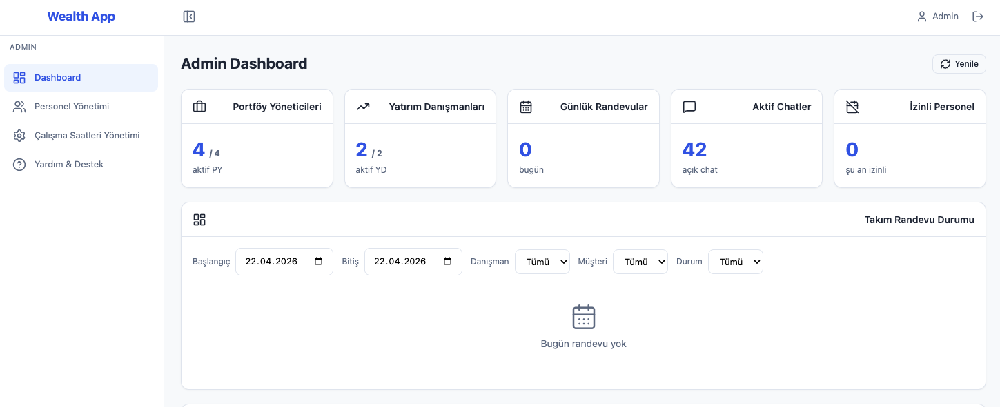 Wealth App
Admin
ADMIN
Dashboard
Personel Yönetimi
Çalışma Saatleri Yönetimi
Yardım & Destek
Admin Dashboard
Yenile
Portföy Yöneticileri
4 / 4
aktif PY
Yatırım Danışmanları
2 / 2
aktif YD
Günlük Randevular
0
bugün
Aktif Chatler
42
açık chat
İzinli Personel
0
şu an izinli
Takım Randevu Durumu
Başlangıç 22.04.2026 Bitiş 22.04.2026 Danışman Tümü Müşteri Tümü Durum Tümü
Bugün randevu yok